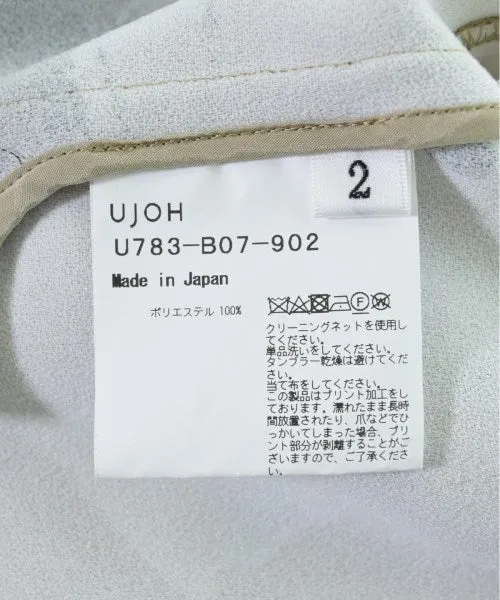 2
UJOH
U783-B07-902
Made in Japan
ポリエステル 100%
クリーニングネットを使用し
てください。
単品洗いをしてください。
タンブラー乾燥は避けてくだ
さい。
当て布をしてください。
この製品はプリント加工をし
ております。濡れたまま長時
間放置されたり、爪などでひ
っかいてしまった場合、プリ
ント部分が剥離することがご
ざいますので、ご了承くださ
い。